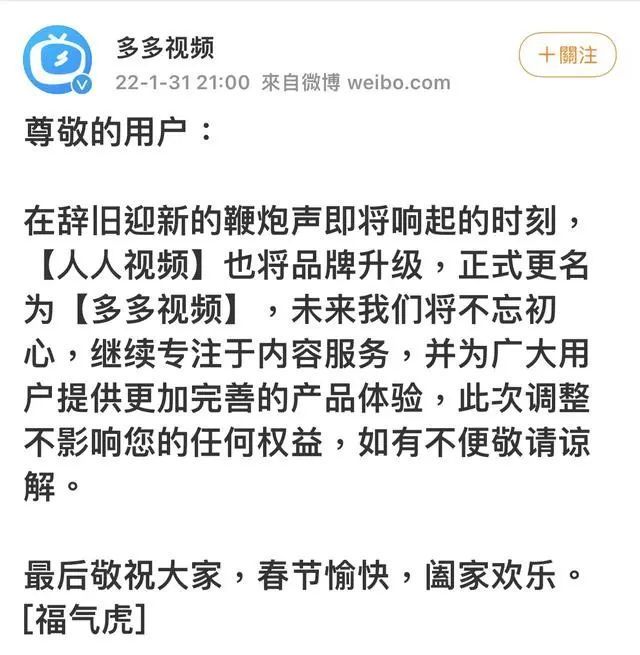 多多视频
+關注
22-1-31 21:00 來自微博 weibo.com
尊敬的用户：
在辞旧迎新的鞭炮声即将响起的时刻，
【人人视频】也将品牌升级，正式更名
为【多多视频】，未来我们将不忘初
心，继续专注于内容服务，并为广大用
户提供更加完善的产品体验，此次调整
不影响您的任何权益，如有不便敬请谅
解。
最后敬祝大家，春节愉快，阖家欢乐。
[福气虎]